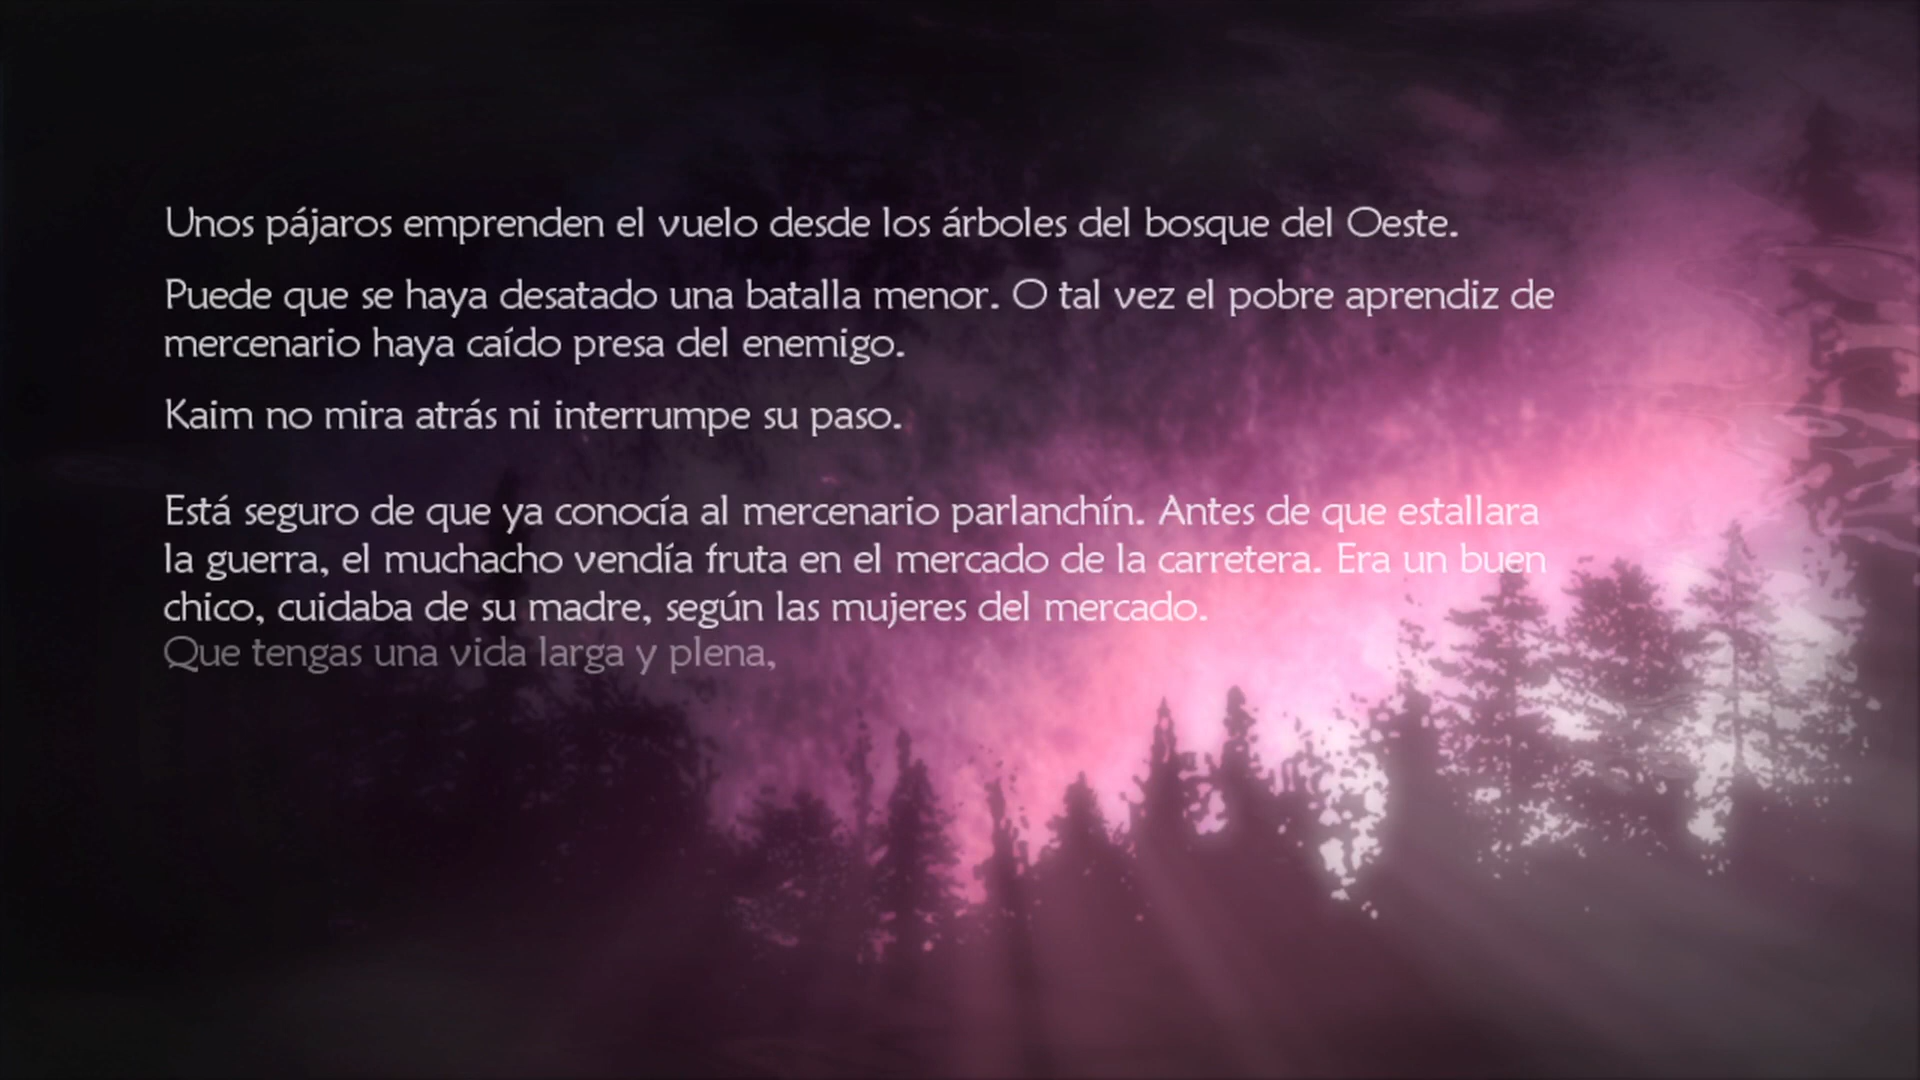 Unos pájaros emprenden el vuelo desde los árboles del bosque del Oeste.
Puede que se haya desatado una batalla menor. O tal vez el pobre aprendiz de
mercenario haya caído presa del enemigo.
Kaim no mira atrás ni interrumpe su paso.
Está seguro de que ya conocía al mercenario parlanchín. Antes de que estallara
la guerra, el muchacho vendía fruta en el mercado de la carretera. Era un buen
chico, cuidaba de su madre, según las mujeres del mercado.
Que tengas una vida larga y plena,